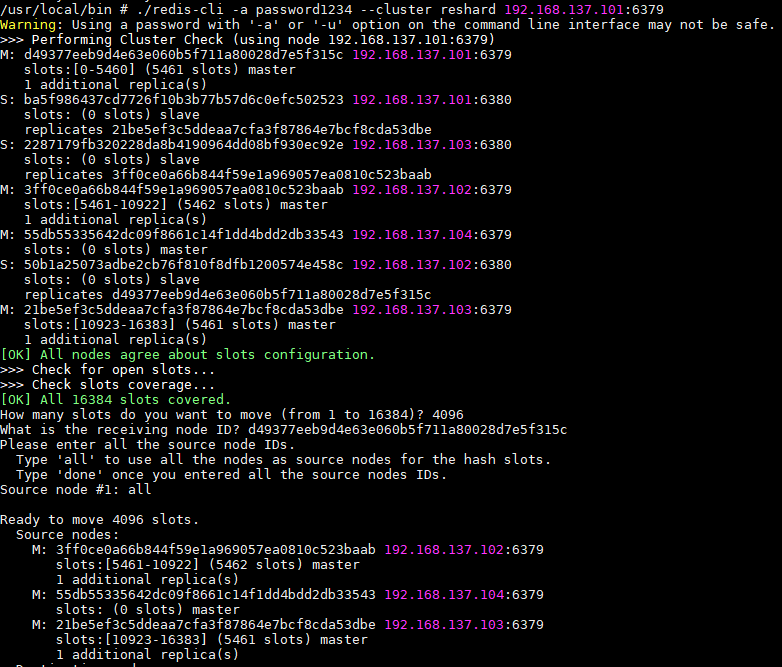 /usr/local/bin # ./redis-cli -a password1234 --cluster reshard 192.168.137.101:6379
Warning: Using a password with '-a' or '-u' option on the command line interface may not be safe.
>>> Performing Cluster Check (using node 192.168.137.101:6379)
M: d49377eeb9d4e63e060b5f711a80028d7e5f315c 192.168.137.101:6379
   slots:[0-5460] (5461 slots) master
   1 additional replica(s)
S: ba5f986437cd7726f10b3b77b57d6c0efc502523 192.168.137.101:6380
   slots: (0 slots) slave
   replicates 21be5ef3c5ddeaa7cfa3f87864e7bcf8cda53dbe
S: 2287179fb320228da8b4190964dd08bf930ec92e 192.168.137.103:6380
   slots: (0 slots) slave
   replicates 3ff0ce0a66b844f59e1a969057ea0810c523baab
M: 3ff0ce0a66b844f59e1a969057ea0810c523baab 192.168.137.102:6379
   slots:[5461-10922] (5462 slots) master
   1 additional replica(s)
M: 55db55335642dc09f8661c14f1dd4bdd2db33543 192.168.137.104:6379
   slots: (0 slots) master
S: 50b1a25073adbe2cb76f810f8dfb1200574e458c 192.168.137.102:6380
   slots: (0 slots) slave
   replicates d49377eeb9d4e63e060b5f711a80028d7e5f315c
M: 21be5ef3c5ddeaa7cfa3f87864e7bcf8cda53dbe 192.168.137.103:6379
   slots:[10923-16383] (5461 slots) master
   1 additional replica(s)
[OK] All nodes agree about slots configuration.
>>> Check for open slots...
>>> Check slots coverage...
[OK] All 16384 slots covered.
How many slots do you want to move (from 1 to 16384)? 4096
What is the receiving node ID? d49377eeb9d4e63e060b5f711a80028d7e5f315c
Please enter all the source node IDs.
  Type 'all' to use all the nodes as source nodes for the hash slots.
  Type 'done' once you entered all the source nodes IDs.
Source node #1: all
Ready to move 4096 slots.
  Source nodes:
    M: 3ff0ce0a66b844f59e1a969057ea0810c523baab 192.168.137.102:6379
       slots:[5461-10922] (5462 slots) master
       1 additional replica(s)
    M: 55db55335642dc09f8661c14f1dd4bdd2db33543 192.168.137.104:6379
       slots: (0 slots) master
    M: 21be5ef3c5ddeaa7cfa3f87864e7bcf8cda53dbe 192.168.137.103:6379
       slots:[10923-16383] (5461 slots) master
       1 additional replica(s)